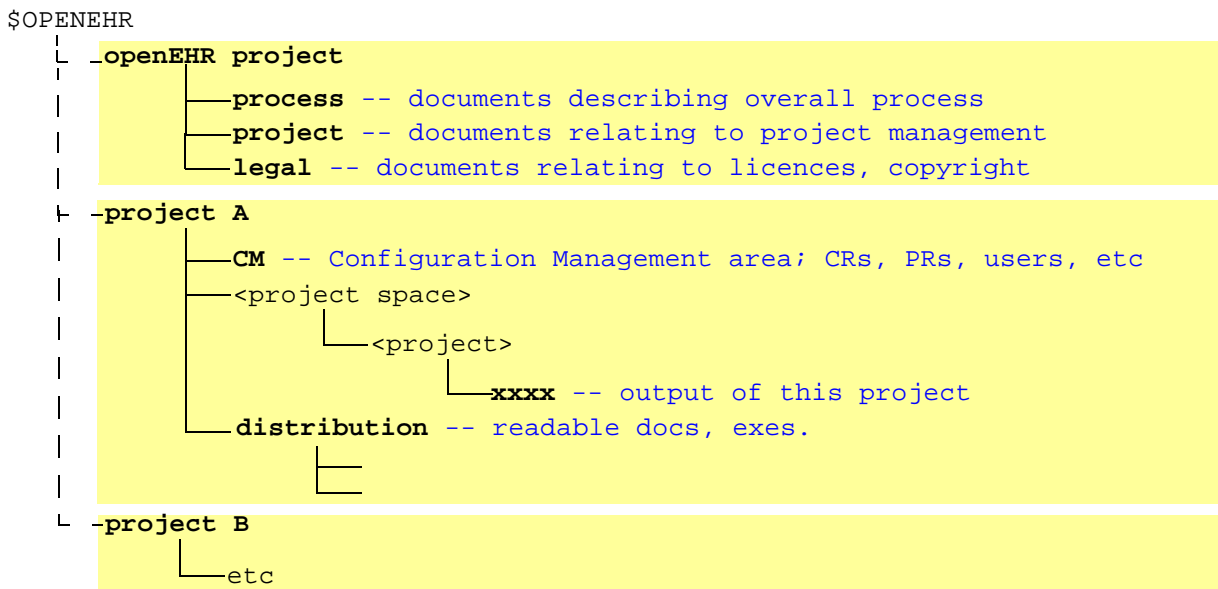 $OPENEHR
openEHR project
process -- documents describing overall process
project -- documents relating to project management
legal -- documents relating to licences, copyright
project A
CM -- Configuration Management area; CRs, PRs, users, etc
<project space>
<project>
xxxx -- output of this project
distribution -- readable docs, exes.
project B
etc